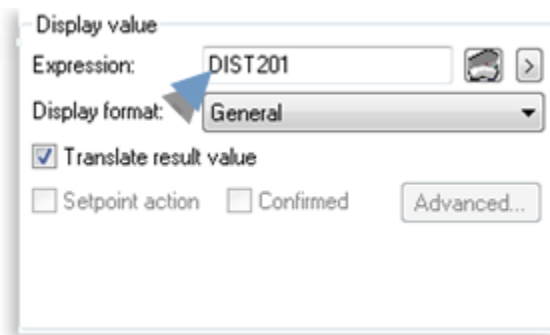 Display value
Expression: DIST201 >
Display format: General
Translate result value
Setpoint action Confirmed Advanced...